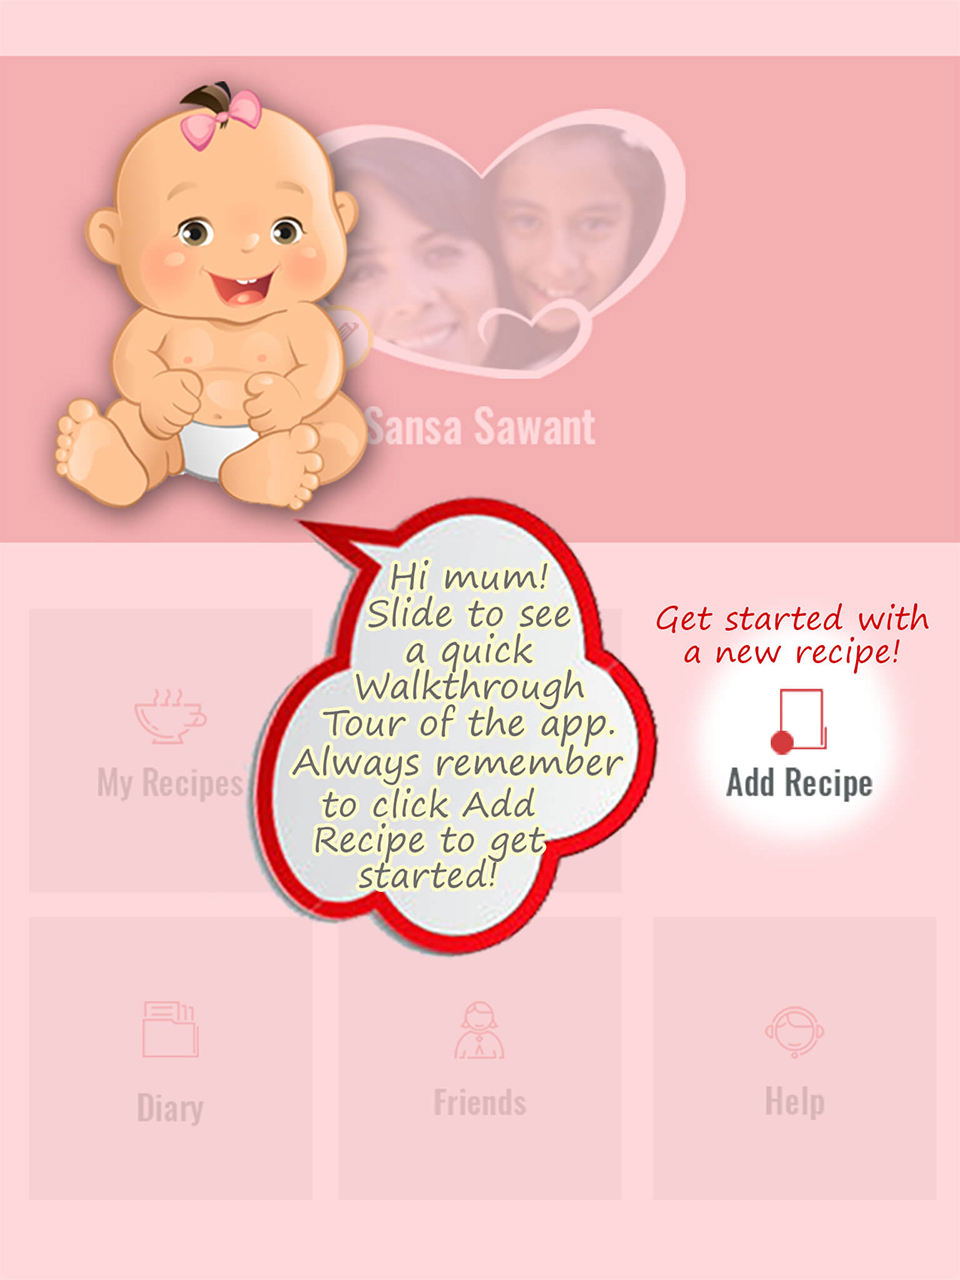 Sansa Sawant
Hi mum!
Slide to see
a quick
Walkthrough
Tour of the app.
Always remember
to click Add
Recipe to get
started!
Get started with
a new recipe!
My Recipes
Add Recipe
Diary
Friends
Help